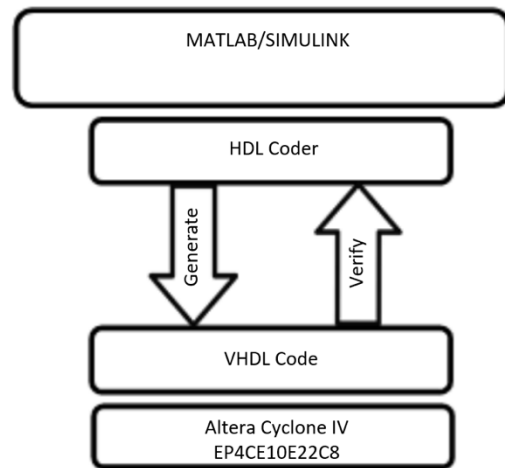 MATLAB/SIMULINK
HDL Coder
Generate
Verify
VHDL Code
Altera Cyclone IV
EP4CE10E22C8